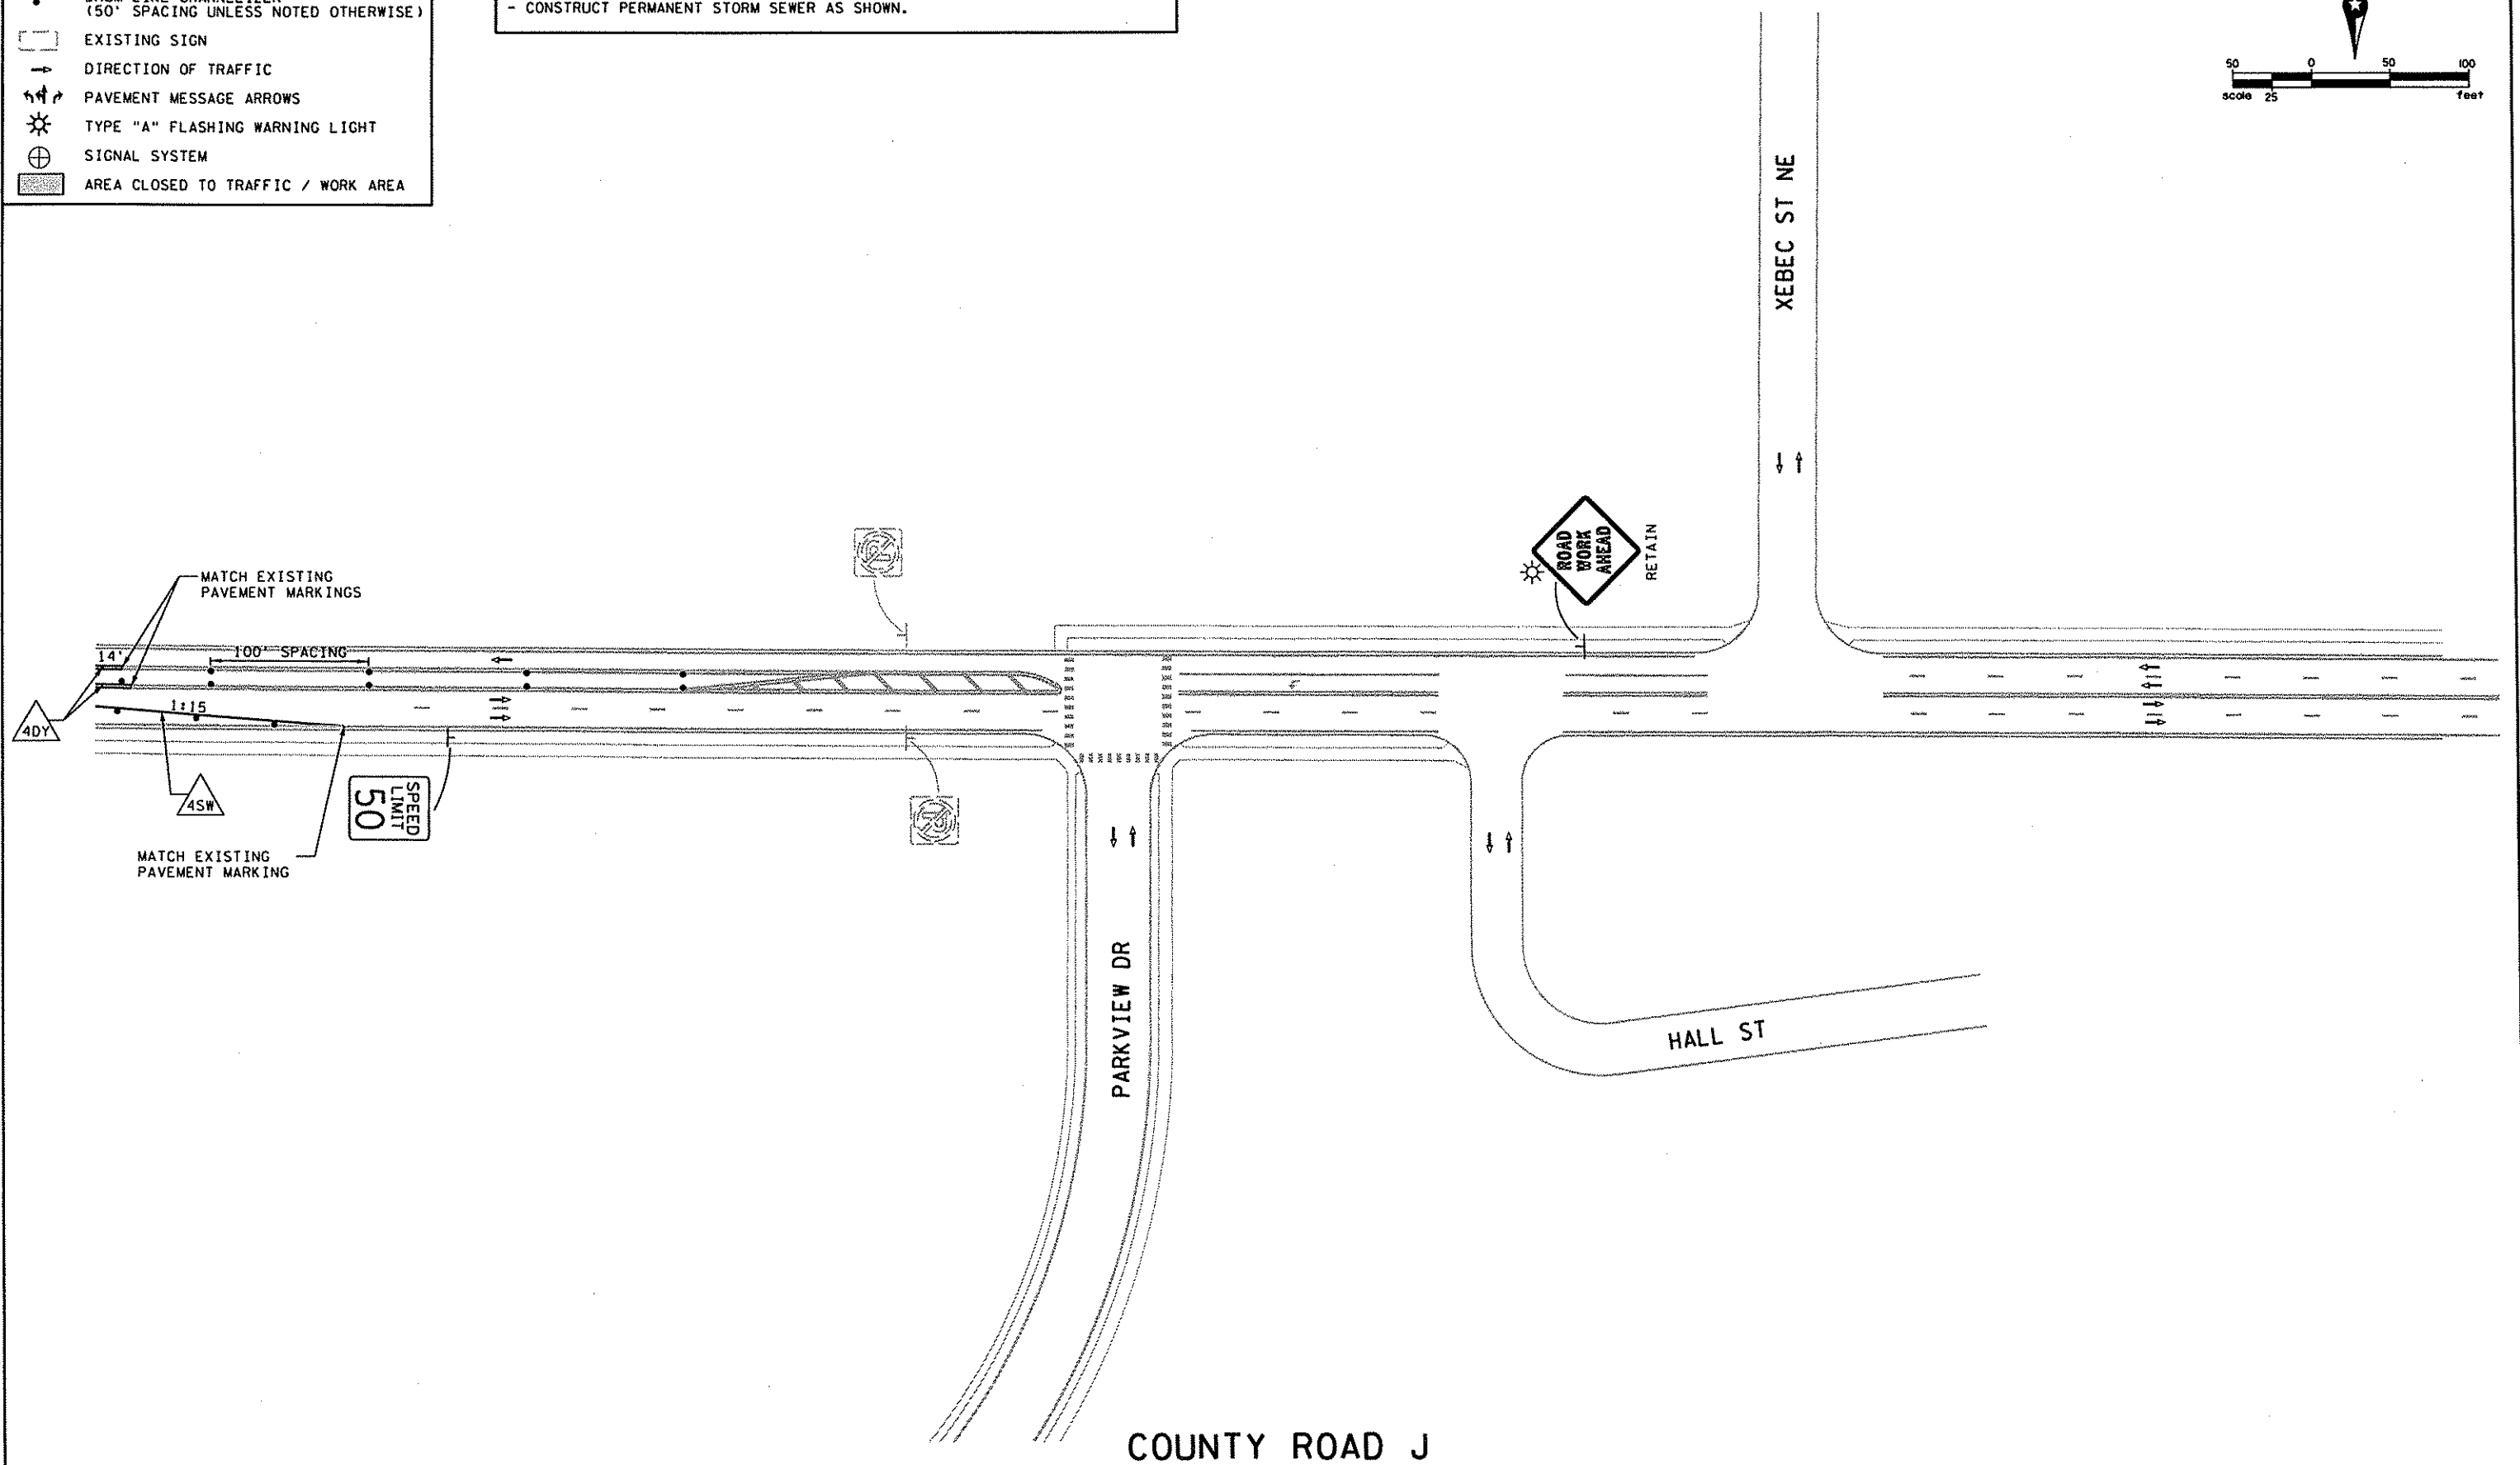 (50' SPACING UNLESS NOTED OTHERWISE)
EXISTING SIGN
DIRECTION OF TRAFFIC
PAVEMENT MESSAGE ARROWS
TYPE "A" FLASHING WARNING LIGHT
SIGNAL SYSTEM
AREA CLOSED TO TRAFFIC / WORK AREA
- CONSTRUCT PERMANENT STORM SEWER AS SHOWN.
50 0 50 100
scale 25 feet
XEBEC ST NE
ROAD
WORK
AHEAD
RETAIN
MATCH EXISTING
PAVEMENT MARKINGS
14'
100' SPACING
1:15
4DY
4SW
SPEED
LIMIT
50
MATCH EXISTING
PAVEMENT MARKING
PARKVIEW DR
HALL ST
COUNTY ROAD J